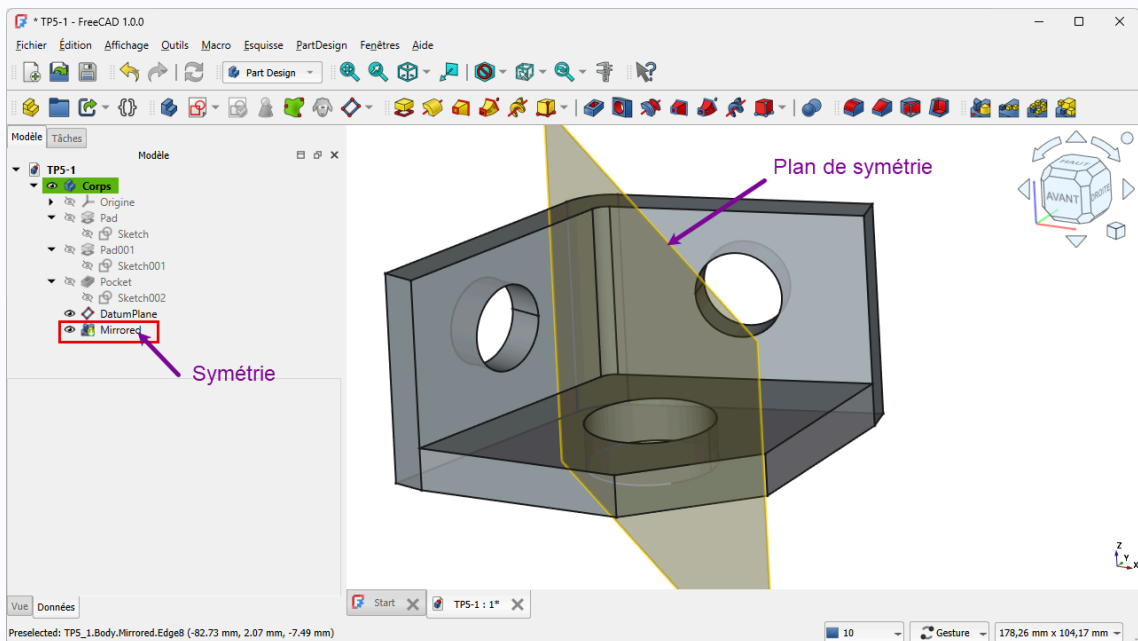 * TP5-1 - FreeCAD 1.0.0
Fichier Édition Affichage Outils Macro Esquisse PartDesign Fenêtres Aide
Part Design
Modèle Tâches
Modèle
TP5-1
Corps
Origine
Pad
Sketch
Pad001
Sketch001
Pocket
Sketch002
DatumPlane
Mirrored
Symétrie
Plan de symétrie
HAUT
AVANT
DROITE
Z
Y
X
Vue Données
Start
TP5-1 : 1*
Preselected: TP5_1.Body.Mirrored.Edge8 (-82.73 mm, 2.07 mm, -7.49 mm)
10
Gesture
178,26 mm x 104,17 mm